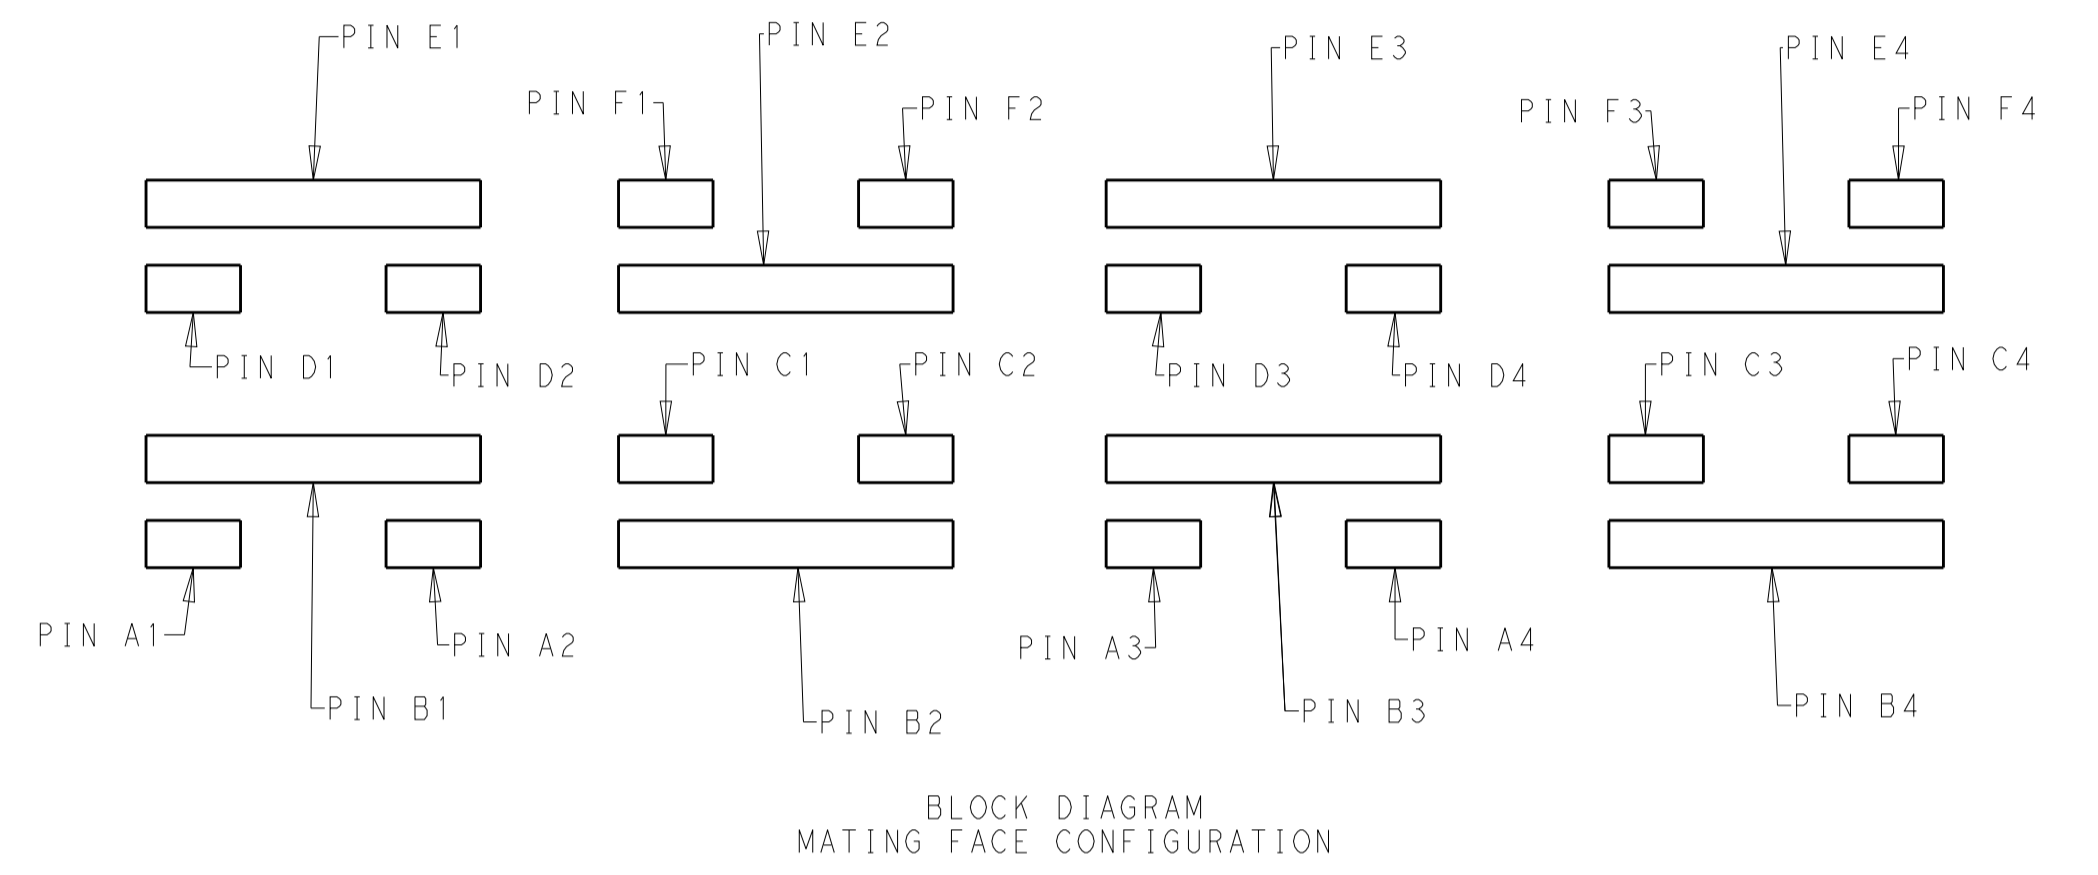 PIN E1
PIN E2
PIN E3
PIN E4
PIN F1
PIN F2
PIN F3
PIN F4
PIN D1
PIN D2
PIN C1
PIN C2
PIN D3
PIN D4
PIN C3
PIN C4
PIN A1
PIN A2
PIN A3
PIN A4
PIN B1
PIN B2
PIN B3
PIN B4
BLOCK DIAGRAM
MATING FACE CONFIGURATION